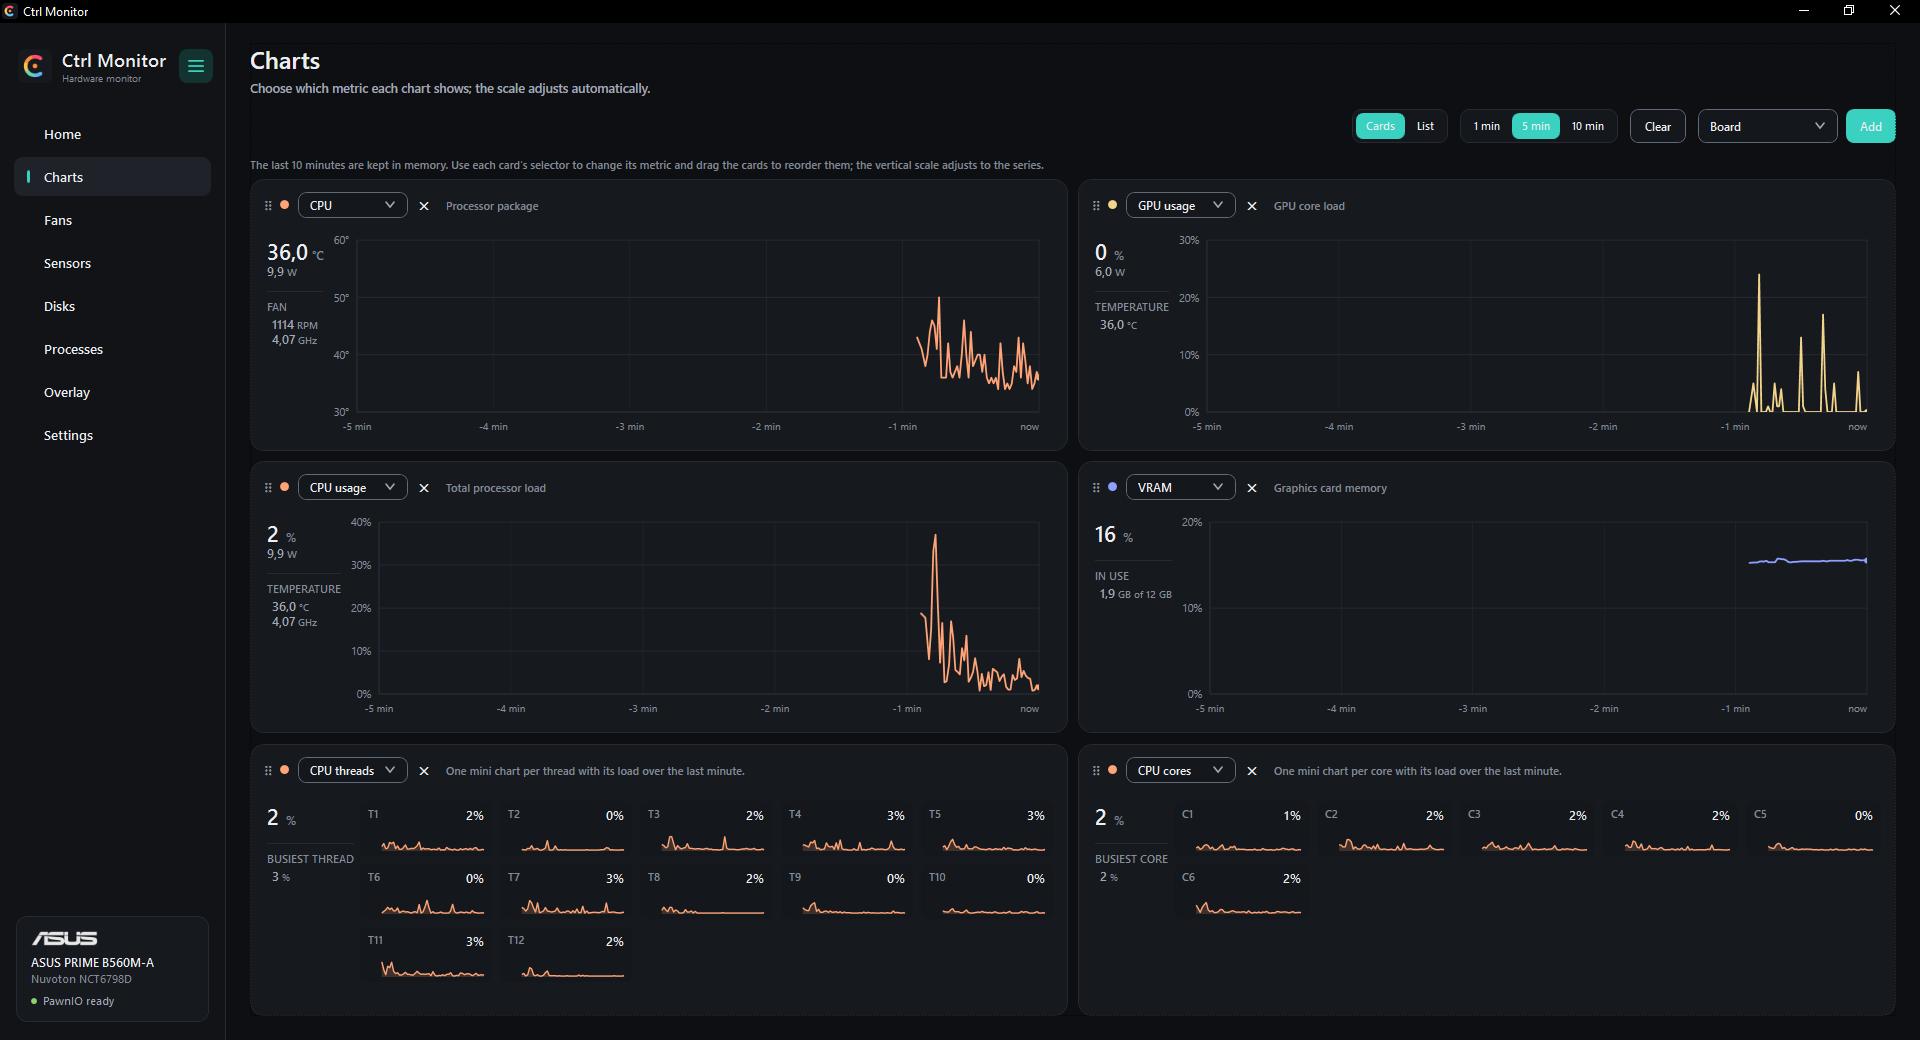 Ctrl Monitor
Ctrl Monitor
Hardware monitor
Home
Charts
Fans
Sensors
Disks
Processes
Overlay
Settings
ASUS
ASUS PRIME B560M-A
Nuvoton NCT6798D
PawnIO ready
Charts
Choose which metric each chart shows; the scale adjusts automatically.
Cards List 1 min 5 min 10 min Clear Board Add
The last 10 minutes are kept in memory. Use each card's selector to change its metric and drag the cards to reorder them; the vertical scale adjusts to the series.
CPU Processor package
36,0 °C
9,9 W
FAN
1114 RPM
4,07 GHz
60°
50°
40°
30°
-5 min -4 min -3 min -2 min -1 min now
GPU usage GPU core load
0 %
6,0 W
TEMPERATURE
36,0 °C
30%
20%
10%
0%
-5 min -4 min -3 min -2 min -1 min now
CPU usage Total processor load
2 %
9,9 W
TEMPERATURE
36,0 °C
4,07 GHz
40%
30%
20%
10%
0%
-5 min -4 min -3 min -2 min -1 min now
VRAM Graphics card memory
16 %
IN USE
1,9 GB of 12 GB
20%
10%
0%
-5 min -4 min -3 min -2 min -1 min now
CPU threads One mini chart per thread with its load over the last minute.
2 %
BUSIEST THREAD
3 %
T1 2% T2 0% T3 2% T4 3% T5 3%
T6 0% T7 3% T8 2% T9 0% T10 0%
T11 3% T12 2%
CPU cores One mini chart per core with its load over the last minute.
2 %
BUSIEST CORE
2 %
C1 1% C2 2% C3 2% C4 2% C5 0%
C6 2%